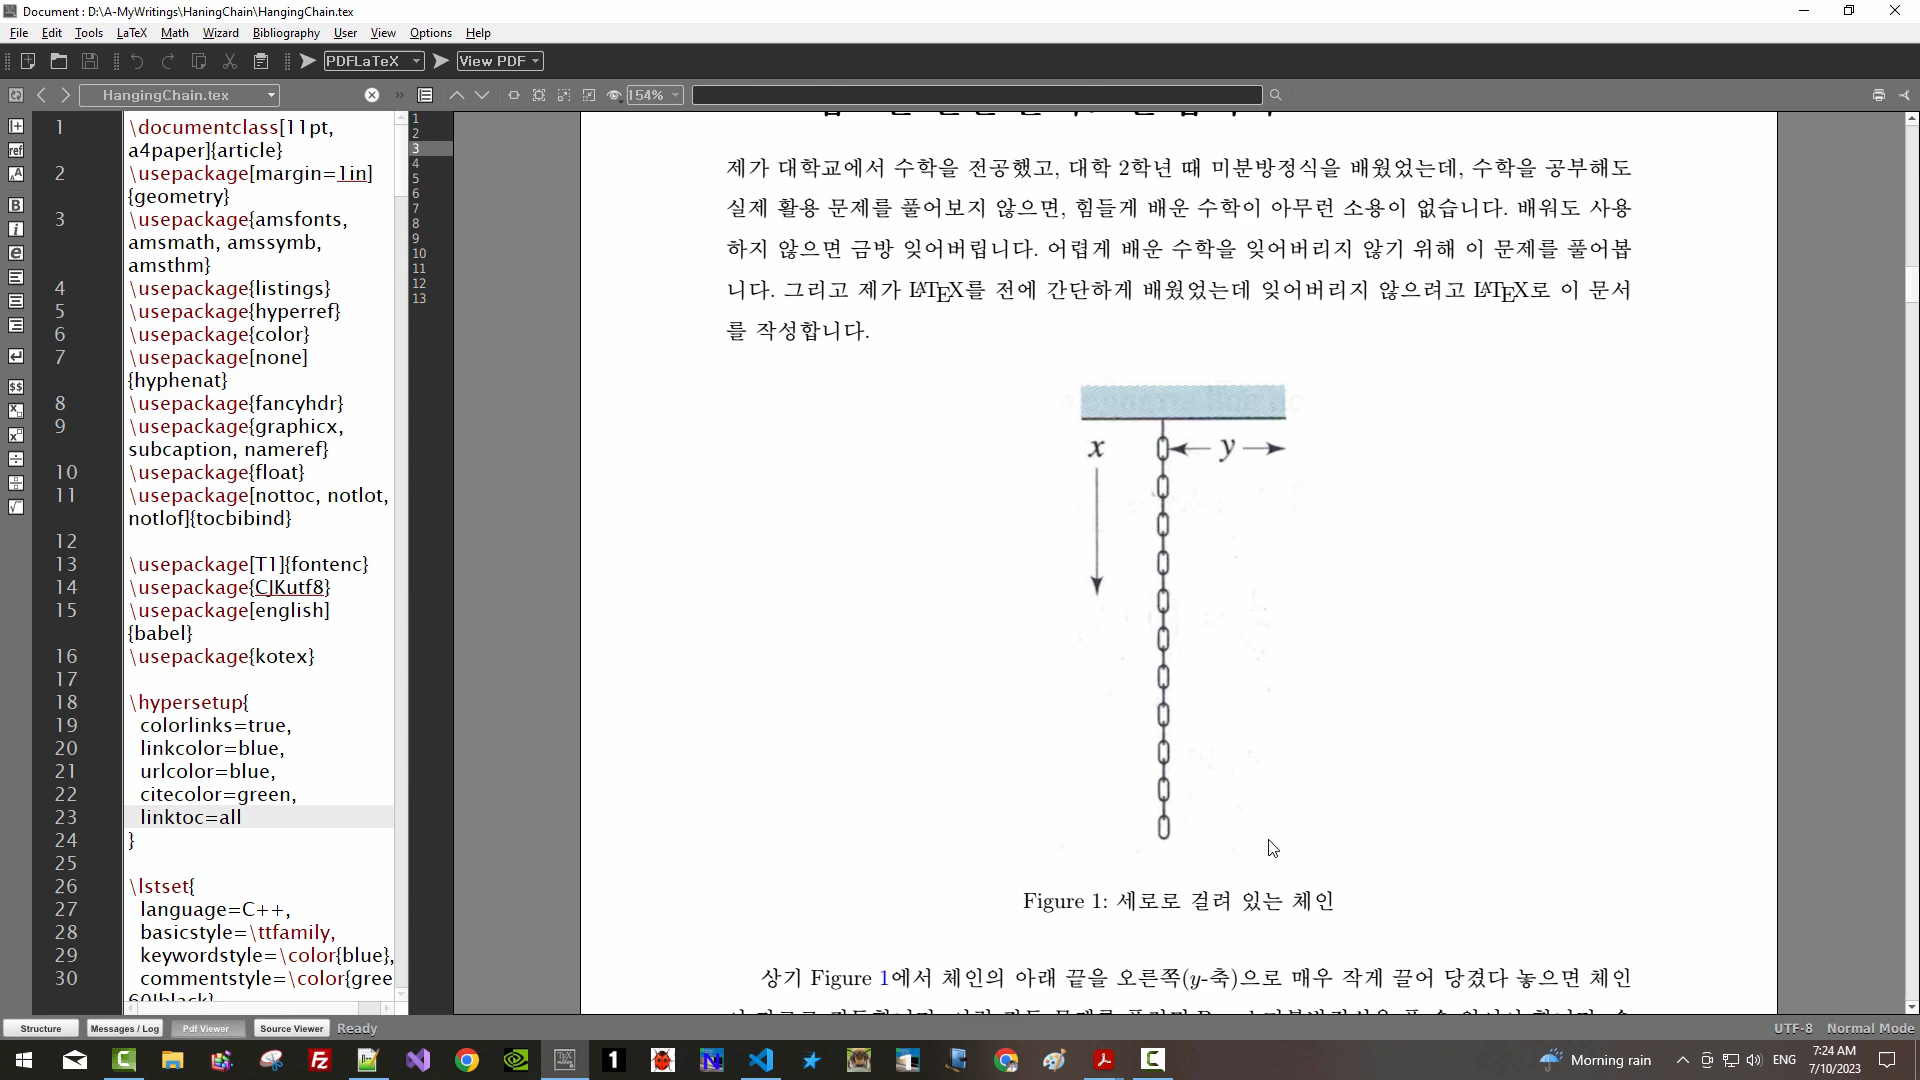 Document : D:\A-MyWritings\HaningChain\HangingChain.tex
File Edit Tools LaTeX Math Wizard Bibliography User View Options Help
PDFLaTeX View PDF
HangingChain.tex 154%
1 \documentclass[11pt,
a4paper]{article}
2 \usepackage[margin=1in]
{geometry}
3 \usepackage{amsfonts,
amsmath, amssymb,
amsthm}
4 \usepackage{listings}
5 \usepackage{hyperref}
6 \usepackage{color}
7 \usepackage[none]
{hyphenat}
8 \usepackage{fancyhdr}
9 \usepackage{graphicx,
subcaption, nameref}
10 \usepackage{float}
11 \usepackage[nottoc, notlot,
notlof]{tocbibind}
12
13 \usepackage[T1]{fontenc}
14 \usepackage{CJKutf8}
15 \usepackage[english]
{babel}
16 \usepackage{kotex}
17
18 \hypersetup{
19 colorlinks=true,
20 linkcolor=blue,
21 urlcolor=blue,
22 citecolor=green,
23 linktoc=all
24 }
25
26 \lstset{
27 language=C++,
28 basicstyle=\ttfamily,
29 keywordstyle=\color{blue},
30 commentstyle=\color{gree
60!black}
1
2
3
4
5
6
7
8
9
10
11
12
13
제가 대학교에서 수학을 전공했고, 대학 2학년 때 미분방정식을 배웠었는데, 수학을 공부해도
실제 활용 문제를 풀어보지 않으면, 힘들게 배운 수학이 아무런 소용이 없습니다. 배워도 사용
하지 않으면 금방 잊어버립니다. 어렵게 배운 수학을 잊어버리지 않기 위해 이 문제를 풀어봅
니다. 그리고 제가 LATEX를 전에 간단하게 배웠었는데 잊어버리지 않으려고 LATEX로 이 문서
를 작성합니다.
x y
Figure 1: 세로로 걸려 있는 체인
상기 Figure 1에서 체인의 아래 끝을 오른쪽(y-축)으로 매우 작게 끌어 당겼다 놓으면 체인
Structure Messages / Log Pdf Viewer Source Viewer Ready UTF-8 Normal Mode
Morning rain ENG 7:24 AM
7/10/2023